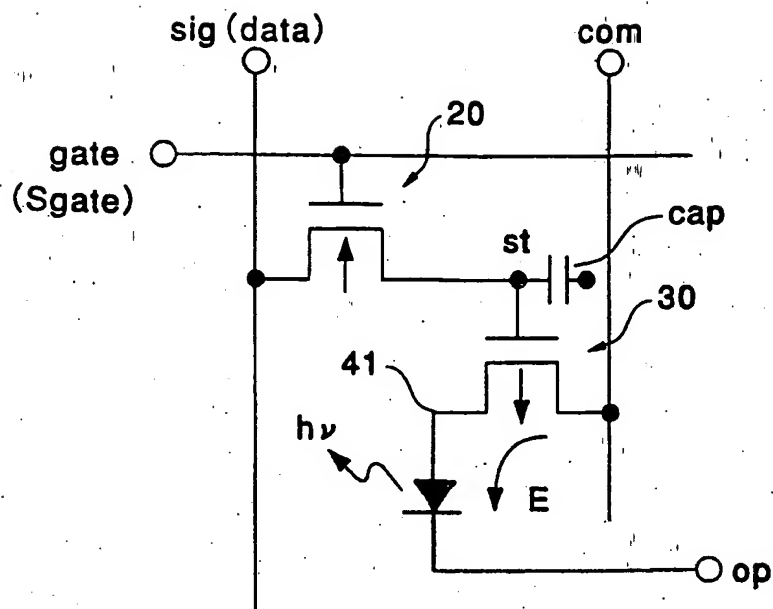 sig (data)
com
gate
(Sgate)
20
st
cap
30
41
hν
E
op